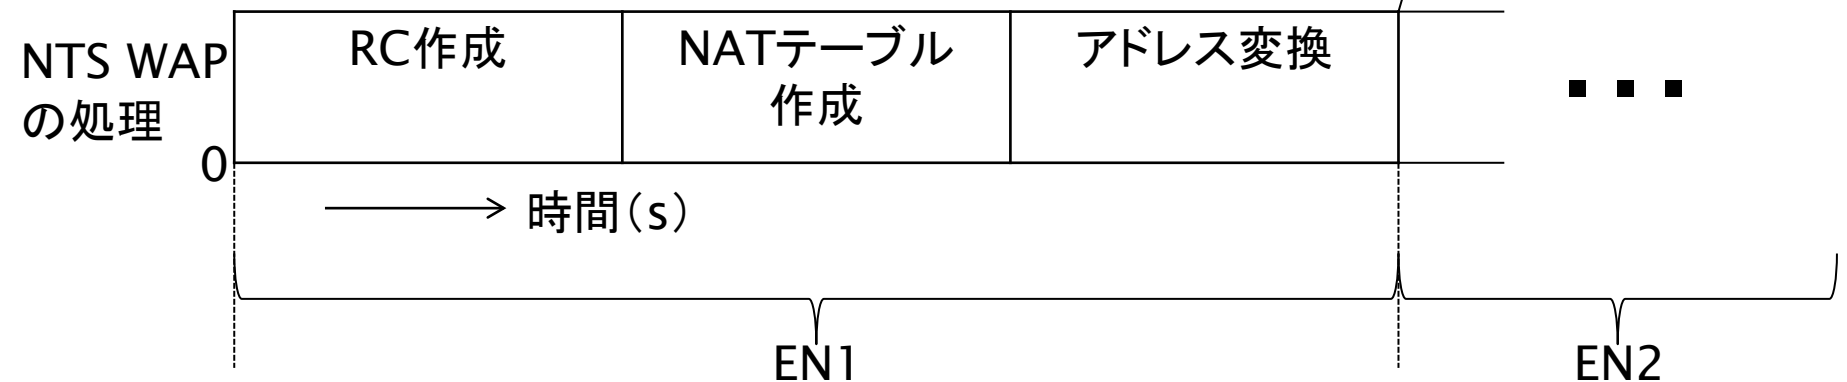 NTS WAP
の処理
RC作成
NATテーブル
作成
アドレス変換
■ ■ ■
0
時間(s)
EN1
EN2